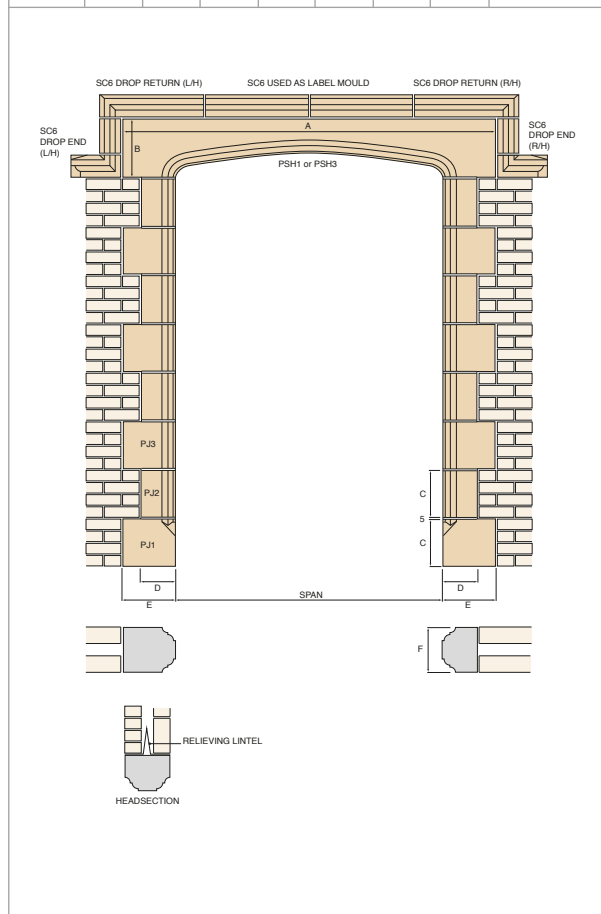 SC6 DROP RETURN (L/H)
SC6 USED AS LABEL MOULD
SC6 DROP RETURN (R/H)
SC6
DROP END
(L/H)
SC6
DROP END
(R/H)
A
B
PSH1 or PSH3
PJ3
PJ2
PJ1
C
5
C
D
E
SPAN
D
E
F
RELIEVING LINTEL
HEADSECTION